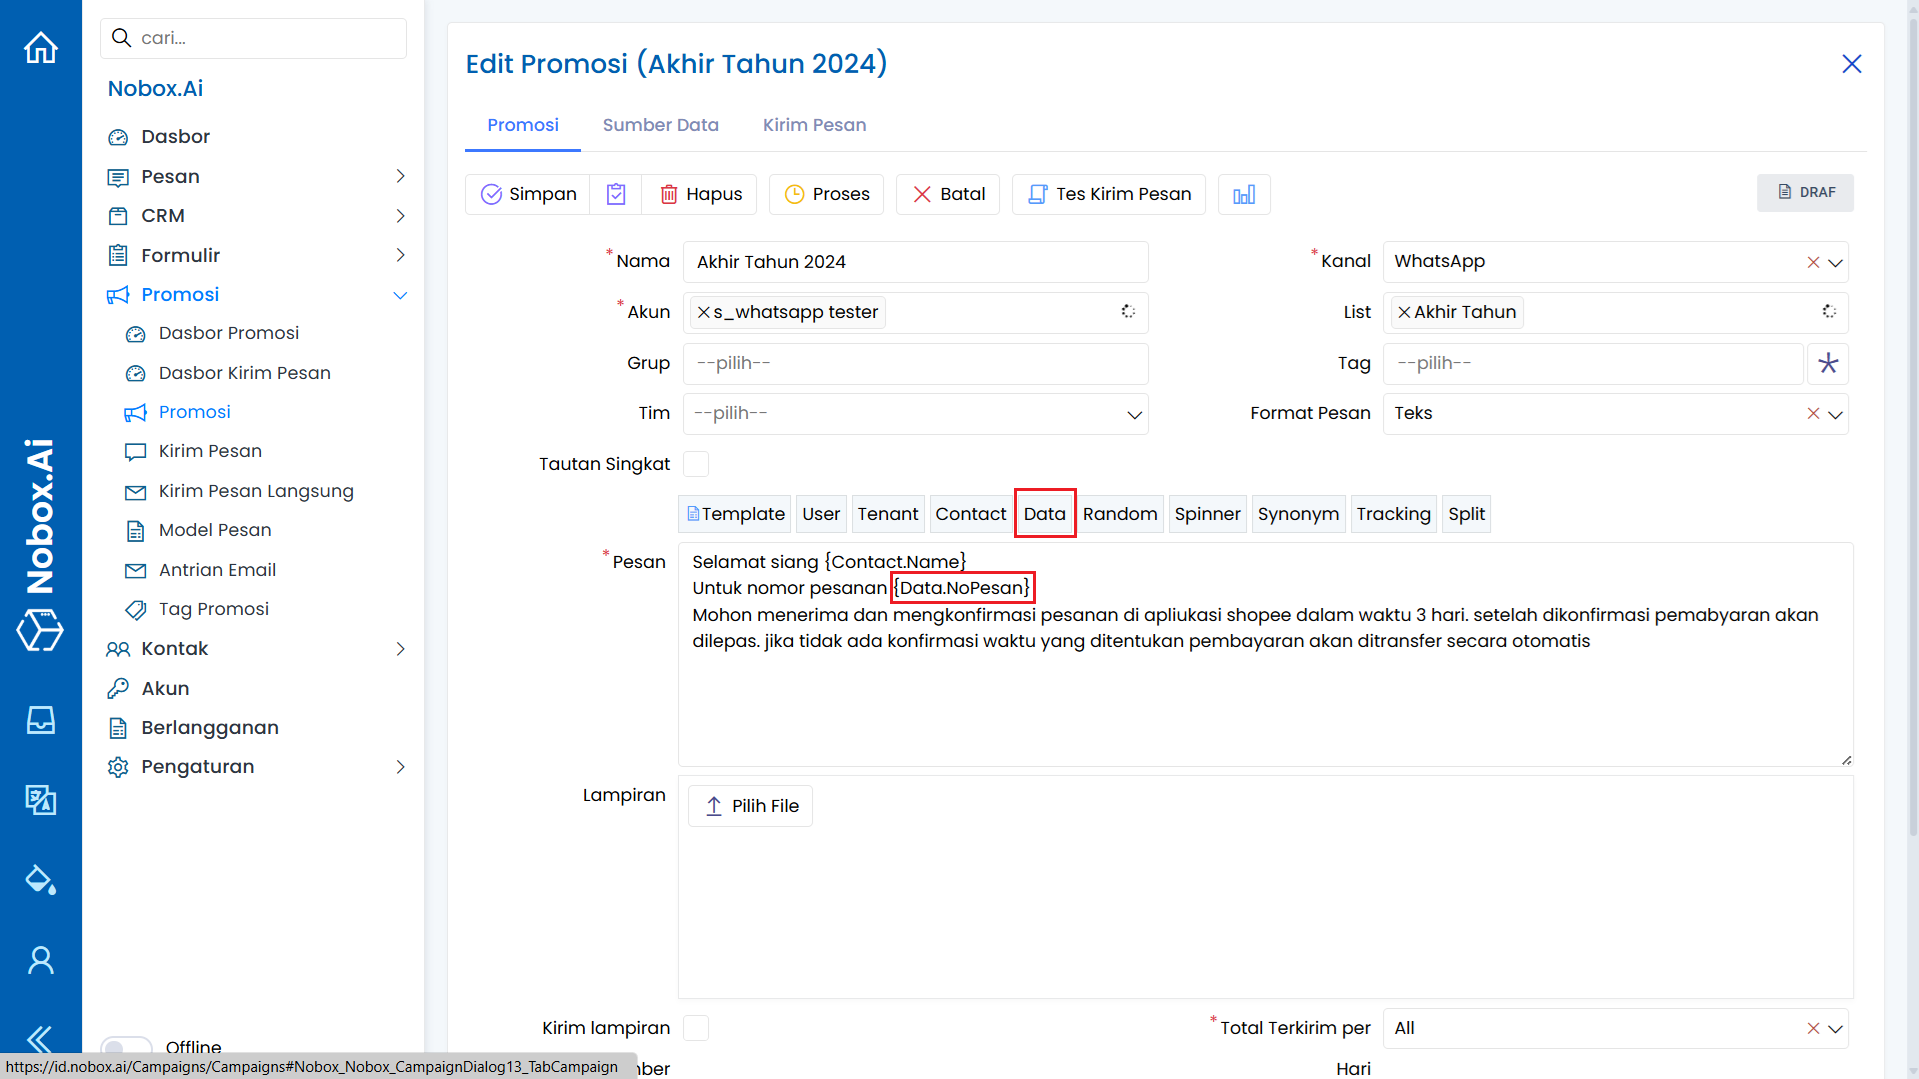 cari...
Nobox.Ai
Dasbor
Pesan
CRM
Formulir
Promosi
Dasbor Promosi
Dasbor Kirim Pesan
Promosi
Kirim Pesan
Kirim Pesan Langsung
Model Pesan
Antrian Email
Tag Promosi
Kontak
Akun
Berlangganan
Pengaturan
Offline
Nobox.Ai
Edit Promosi (Akhir Tahun 2024)
Promosi Sumber Data Kirim Pesan
Simpan Hapus Proses Batal Tes Kirim Pesan DRAF
* Nama Akhir Tahun 2024 * Kanal WhatsApp
* Akun s_whatsapp tester List Akhir Tahun
Grup --pilih-- Tag --pilih--
Tim --pilih-- Format Pesan Teks
Tautan Singkat
Template User Tenant Contact Data Random Spinner Synonym Tracking Split
* Pesan Selamat siang {Contact.Name}
Untuk nomor pesanan {Data.NoPesan}
Mohon menerima dan mengkonfirmasi pesanan di apliukasi shopee dalam waktu 3 hari. setelah dikonfirmasi pemabyaran akan
dilepas. jika tidak ada konfirmasi waktu yang ditentukan pembayaran akan ditransfer secara otomatis
Lampiran Pilih File
Kirim lampiran * Total Terkirim per All
Hari
https://id.nobox.ai/Campaigns/Campaigns#Nobox_Nobox_CampaignDialog13_TabCampaign